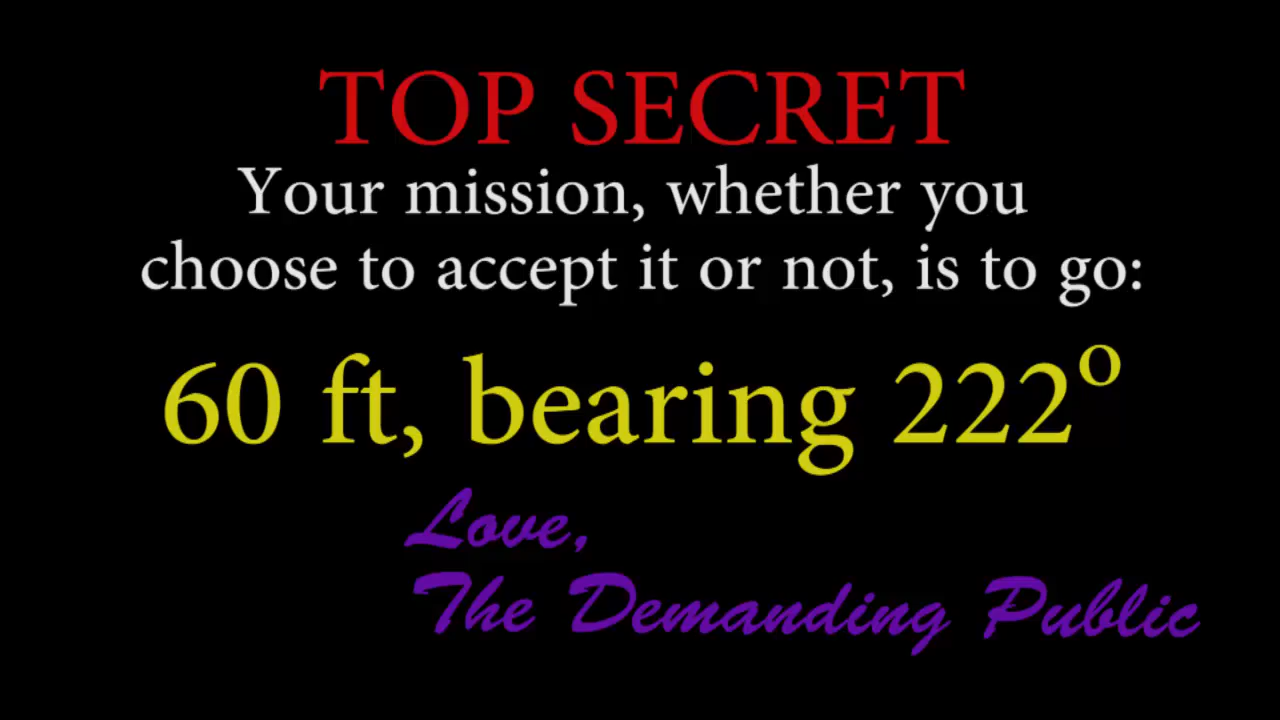 TOP SECRET
Your mission, whether you
choose to accept it or not, is to go:
60 ft, bearing 222º
Love,
The Demanding Public